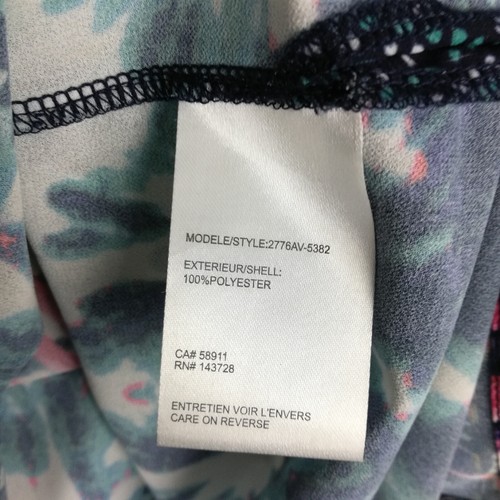 MODELE/STYLE:2776AV-5382
EXTERIEUR/SHELL:
100%POLYESTER
CA# 58911
RN# 143728
ENTRETIEN VOIR L'ENVERS
CARE ON REVERSE